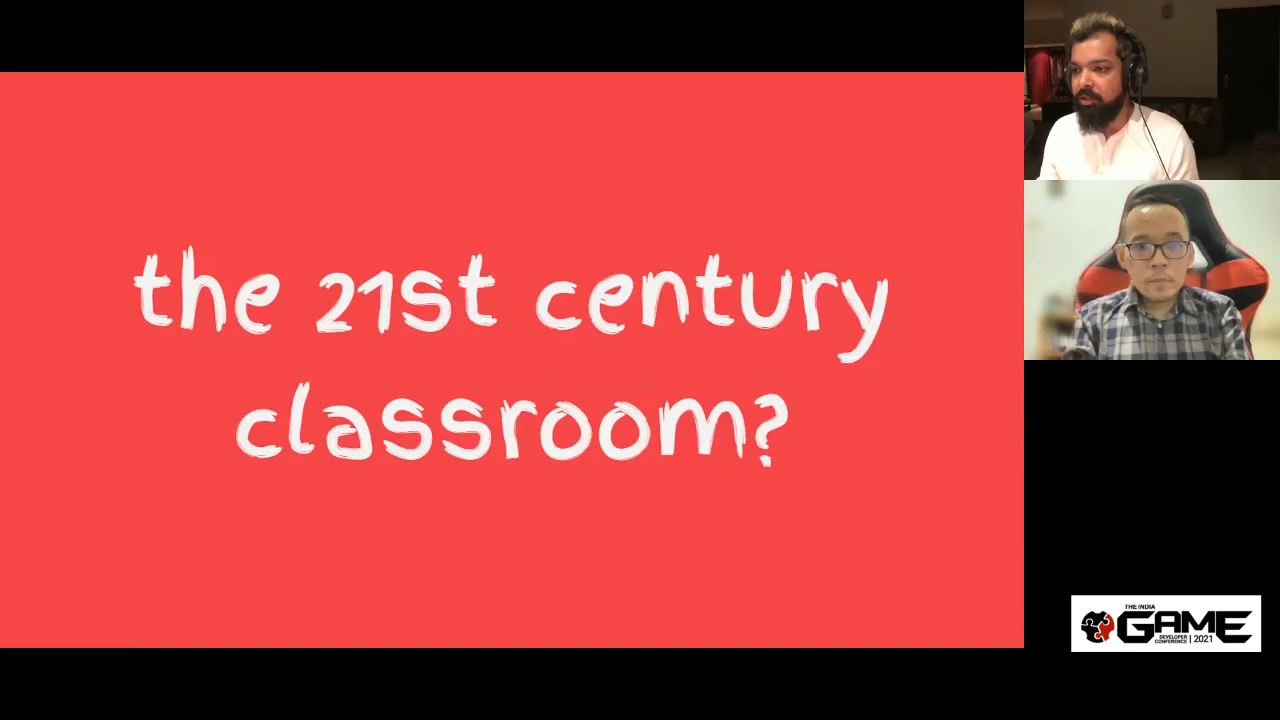 the 21st century
classroom?
THE INDIA
GAME
DEVELOPER
CONFERENCE | 2021